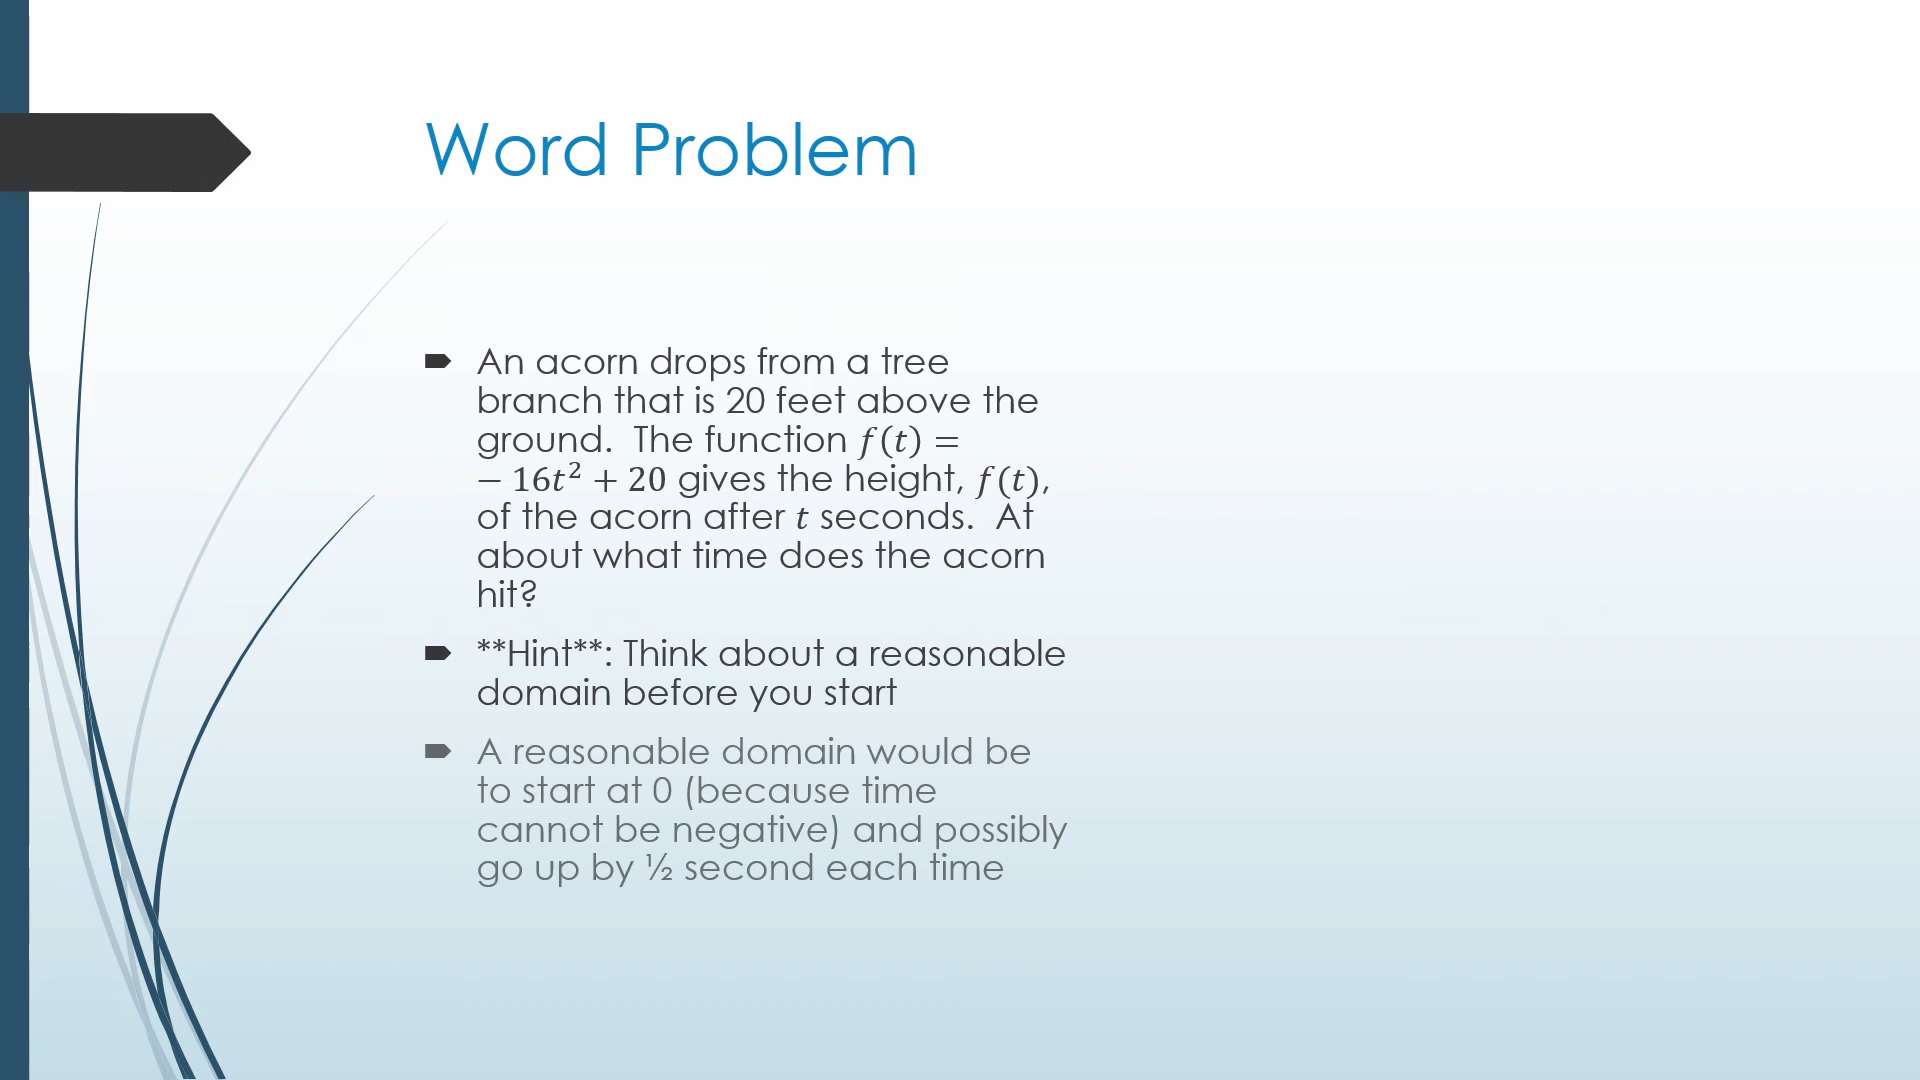 Word Problem
An acorn drops from a tree
branch that is 20 feet above the
ground.  The function f(t) =
− 16t² + 20 gives the height, f(t),
of the acorn after t seconds.  At
about what time does the acorn
hit?
**Hint**: Think about a reasonable
domain before you start
A reasonable domain would be
to start at 0 (because time
cannot be negative) and possibly
go up by ½ second each time